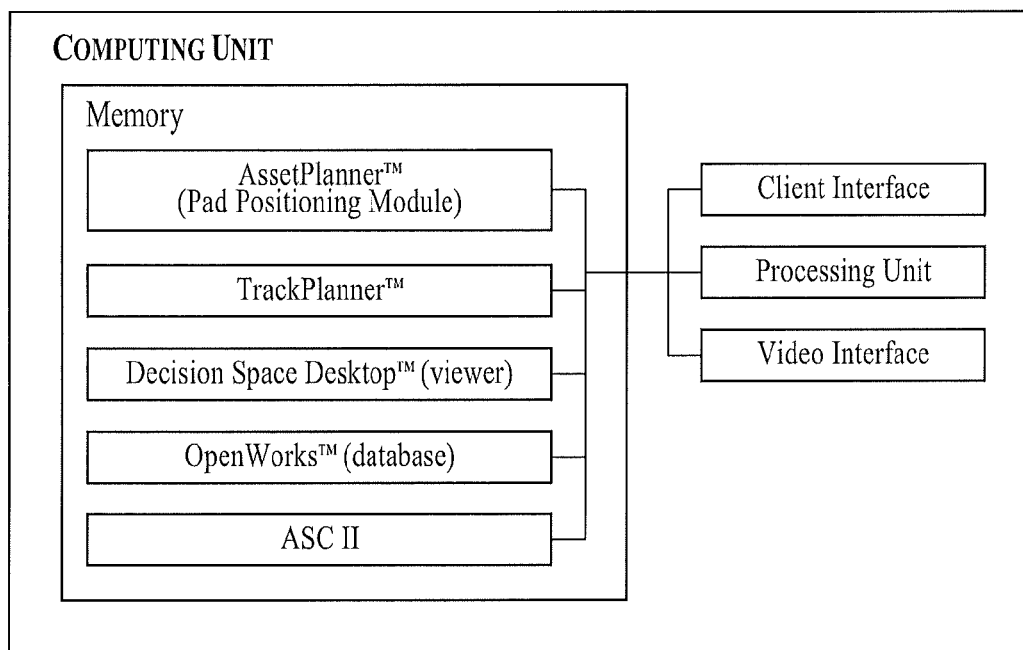 COMPUTING UNIT
Memory
AssetPlanner™
(Pad Positioning Module)
TrackPlanner™
Decision Space Desktop™ (viewer)
OpenWorks™ (database)
ASC II
Client Interface
Processing Unit
Video Interface